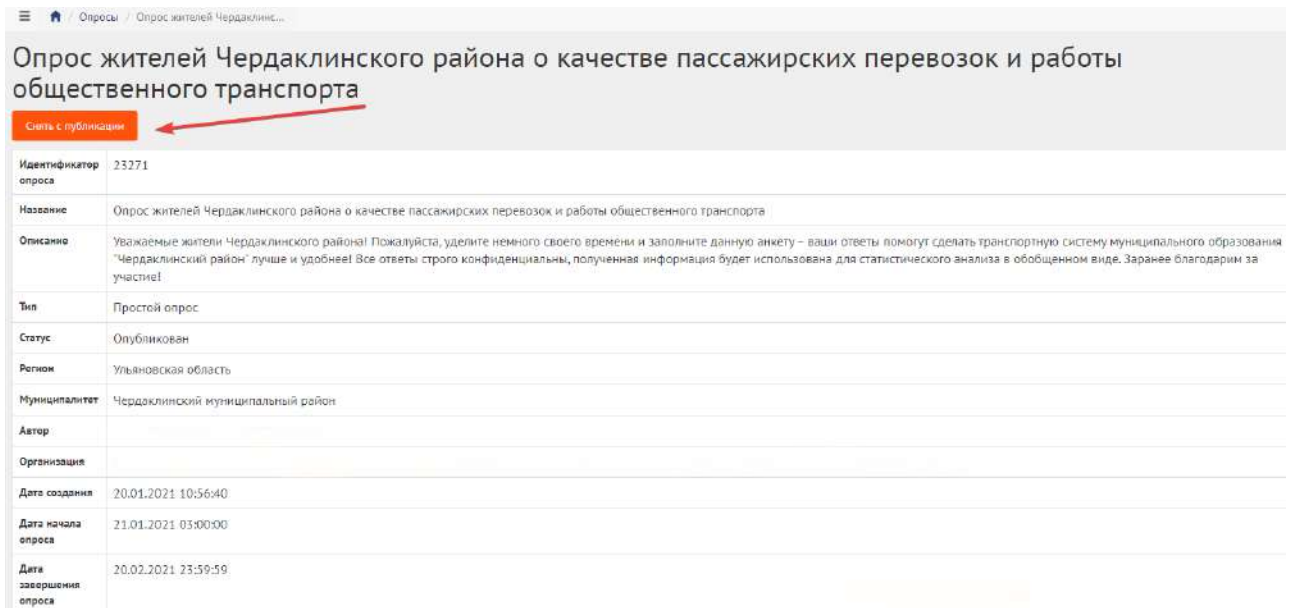 Опросы / Опрос жителей Чердаклинс...
Опрос жителей Чердаклинского района о качестве пассажирских перевозок и работы
общественного транспорта
Снять с публикации
Идентификатор 23271
опроса
Название Опрос жителей Чердаклинского района о качестве пассажирских перевозок и работы общественного транспорта
Описание Уважаемые жители Чердаклинского района! Пожалуйста, уделите немного своего времени и заполните данную анкету – ваши ответы помогут сделать транспортную систему муниципального образования
"Чердаклинский район" лучше и удобнее! Все ответы строго конфиденциальны, полученная информация будет использована для статистического анализа в обобщенном виде. Заранее благодарим за
участие!
Тип Простой опрос
Статус Опубликован
Регион Ульяновская область
Муниципалитет Чердаклинский муниципальный район
Автор
Организация
Дата создания 20.01.2021 10:56:40
Дата начала 21.01.2021 03:00:00
опроса
Дата 20.02.2021 23:59:59
завершения
опроса